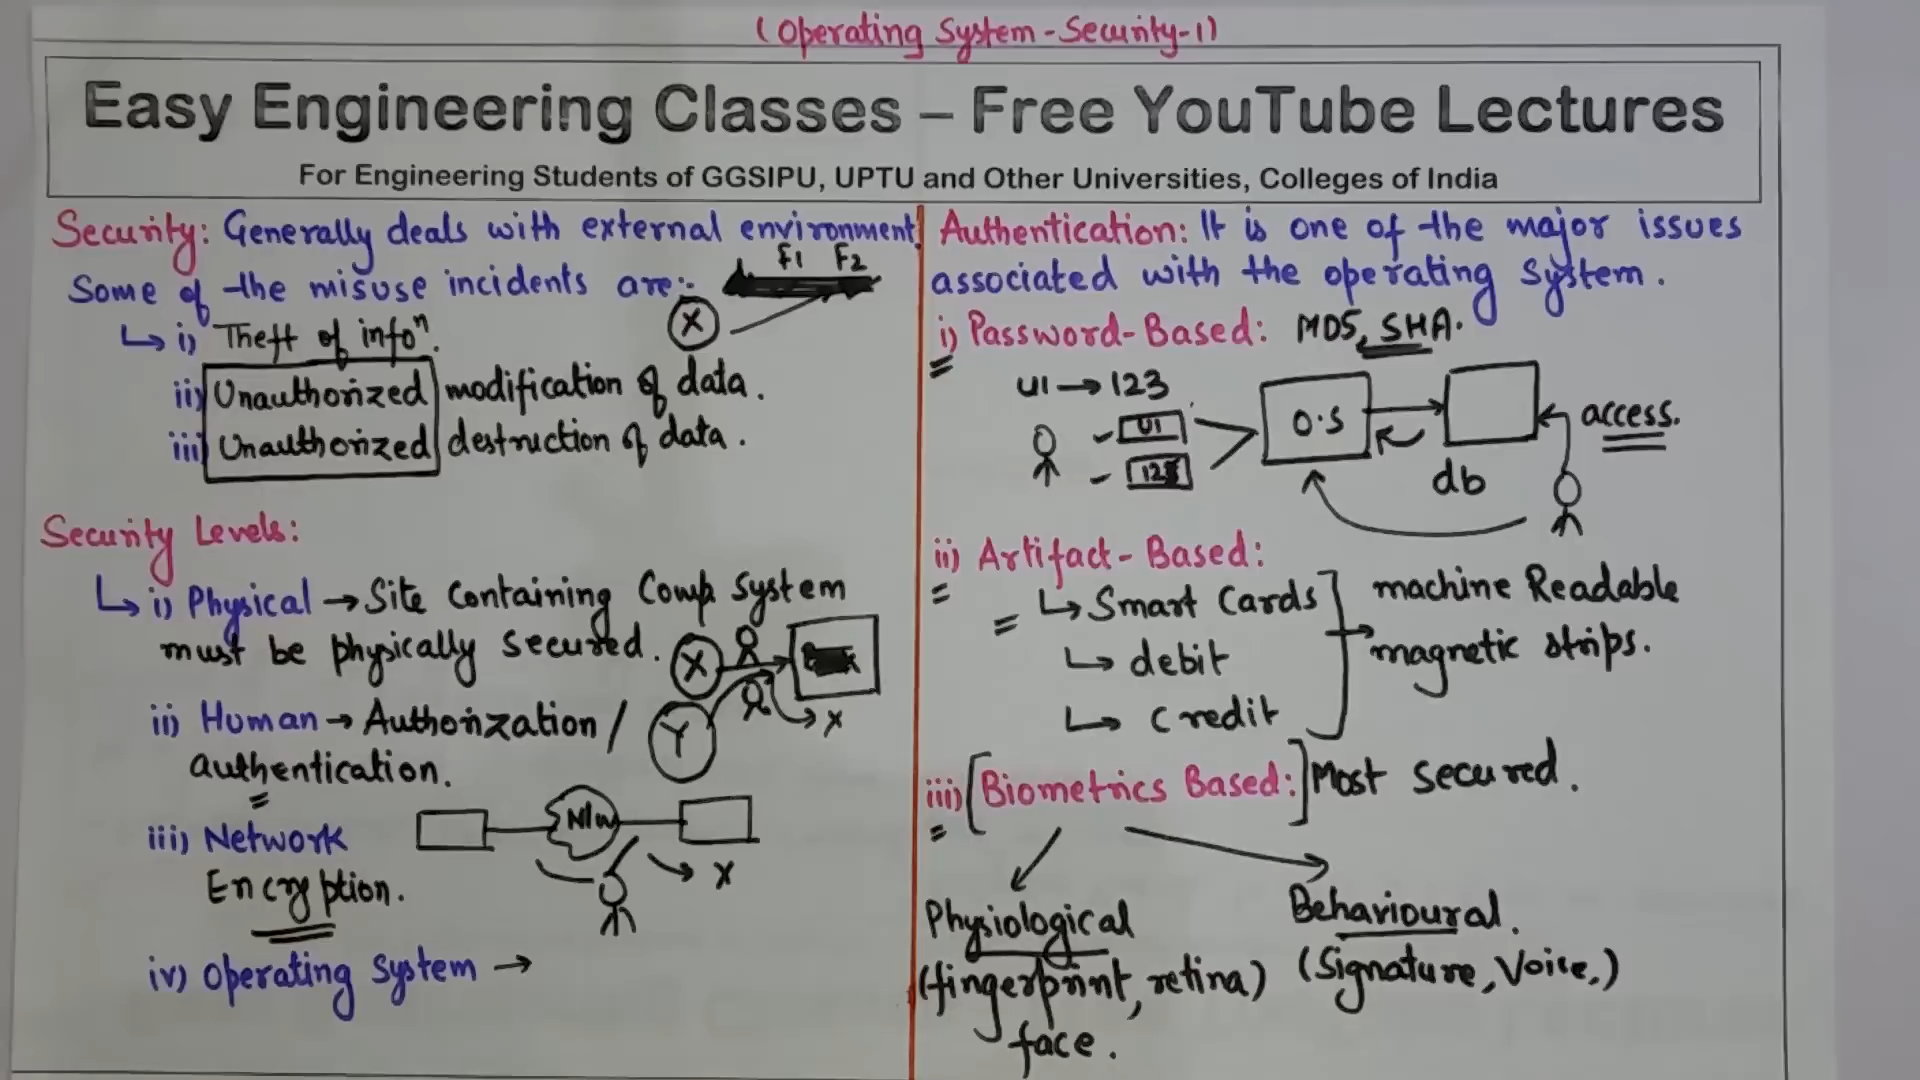 (Operating System-Security-1)
Easy Engineering Classes – Free YouTube Lectures
For Engineering Students of GGSIPU, UPTU and Other Universities, Colleges of India
Security: Generally deals with external environment.
Some of the misuse incidents are:-
F1 F2
X
↳ i) Theft of infoⁿ.
ii) Unauthorized modification of data.
iii) Unauthorized destruction of data.
Security Levels:
↳ i) Physical → Site containing Comp System
must be physically secured.
X
ii) Human → Authorization /
authentication.
Y
x
iii) Network
N/w
Encryption.
x
iv) Operating System →
Authentication: It is one of the major issues
associated with the operating system.
i) Password-Based: MD5, SHA.
U1 → 123
U1
123
O.S
db
access.
ii) Artifact-Based:
↳ Smart Cards
↳ debit
↳ Credit
machine Readable
magnetic strips.
iii) [Biometrics Based:] Most secured.
Physiological
(fingerprint, retina)
face.
Behavioural.
(Signature, Voice,)